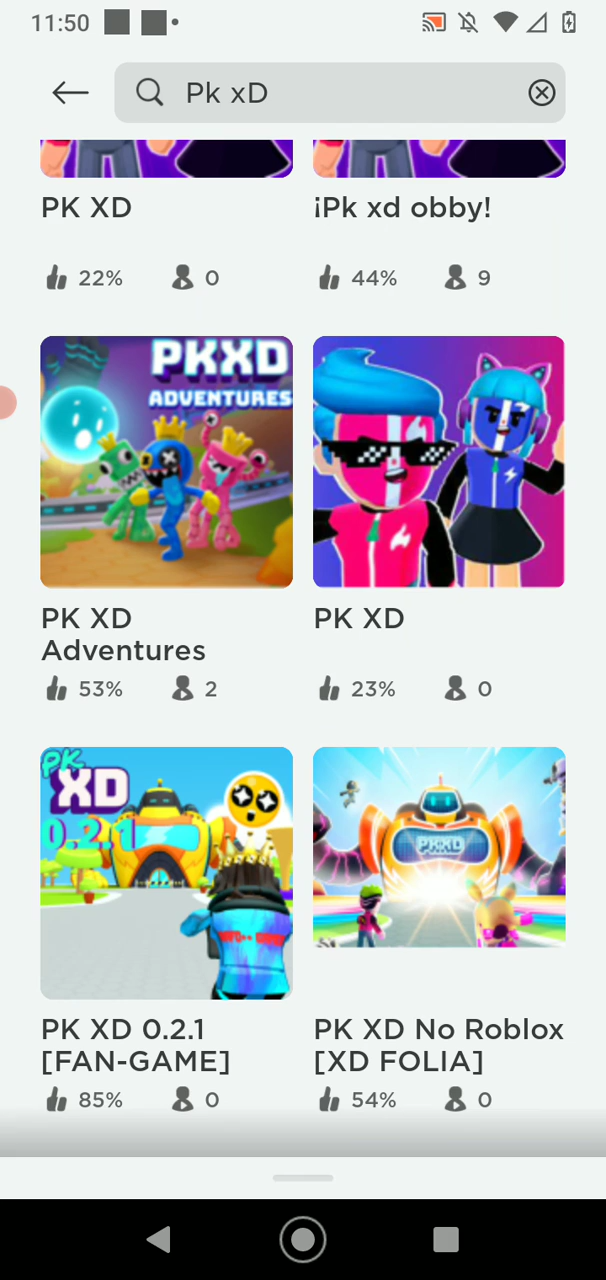 11:50
Pk xD
PK XD
¡Pk xd obby!
22%
0
44%
9
PKXD
ADVENTURES
PK XD
Adventures
PK XD
53%
2
23%
0
PK
XD
0.2.1
PKXD
PK XD 0.2.1
[FAN-GAME]
PK XD No Roblox
[XD FOLIA]
85%
0
54%
0